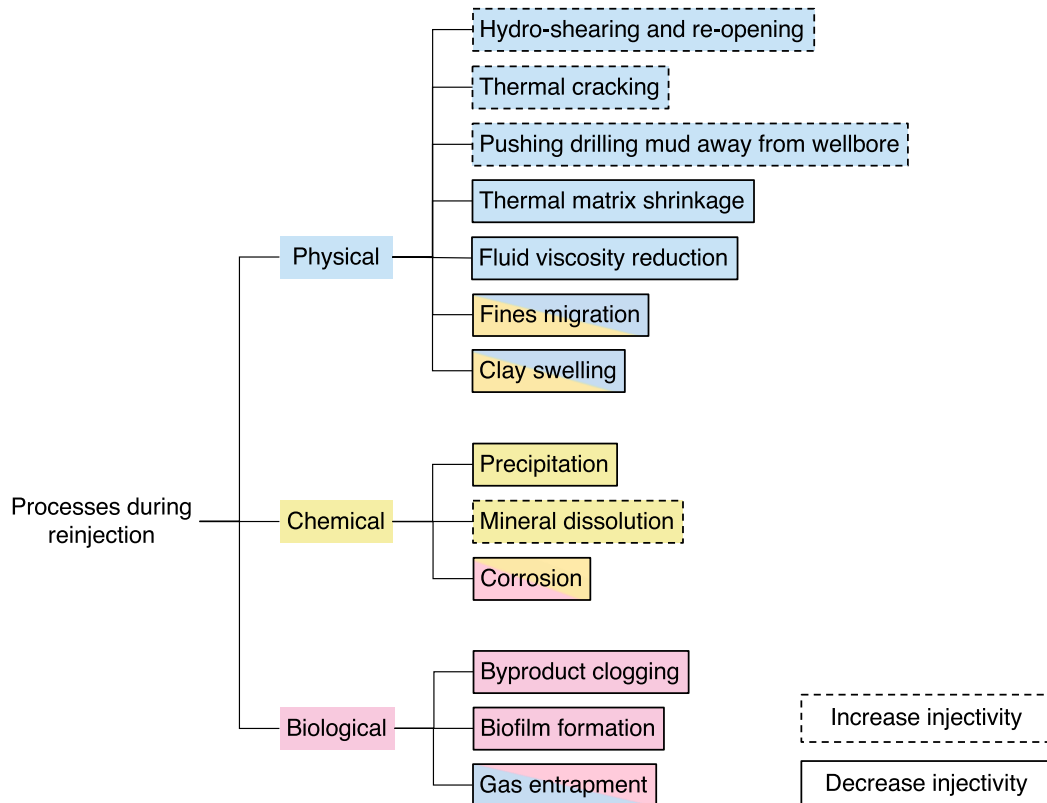 Hydro-shearing and re-opening
Thermal cracking
Pushing drilling mud away from wellbore
Thermal matrix shrinkage
Physical
Fluid viscosity reduction
Fines migration
Clay swelling
Precipitation
Processes during
reinjection
Chemical
Mineral dissolution
Corrosion
Byproduct clogging
Biological
Biofilm formation
Gas entrapment
Increase injectivity
Decrease injectivity